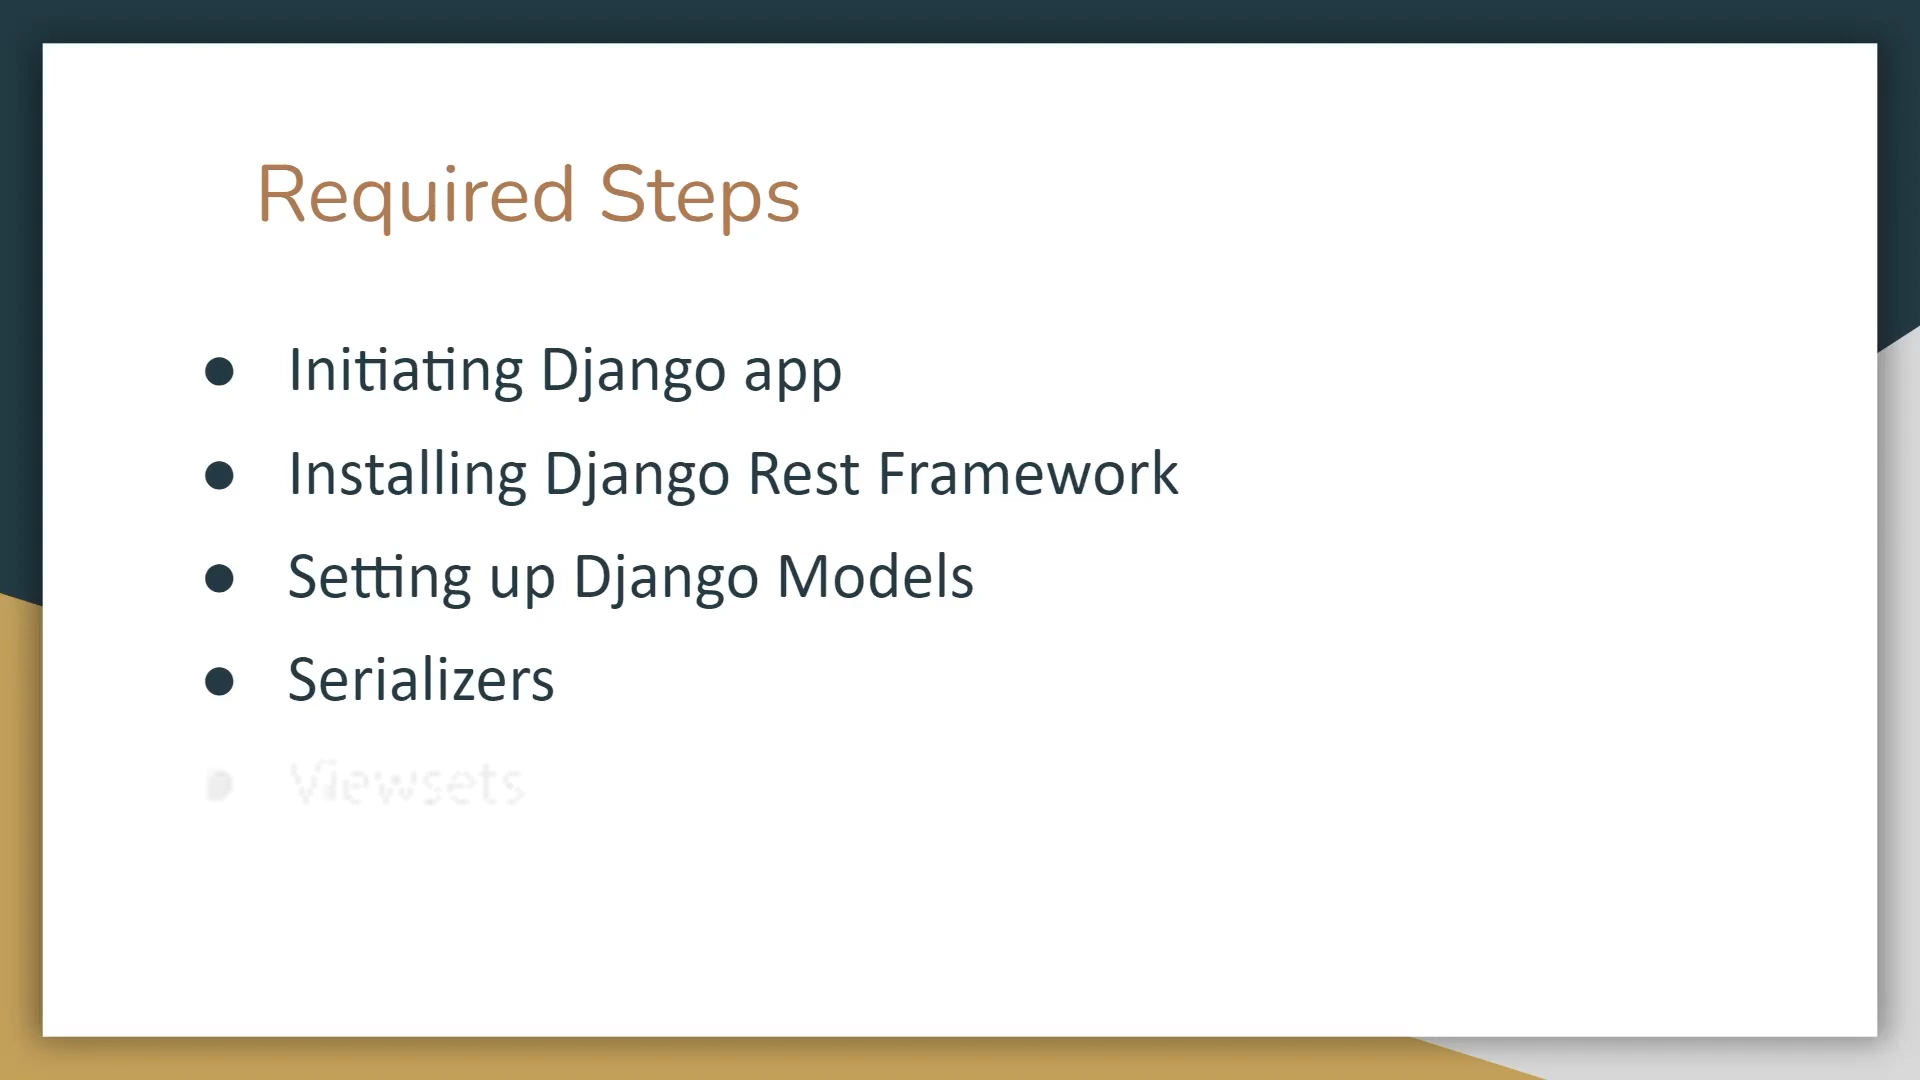 Required Steps
● Initiating Django app
● Installing Django Rest Framework
● Setting up Django Models
● Serializers
● Viewsets